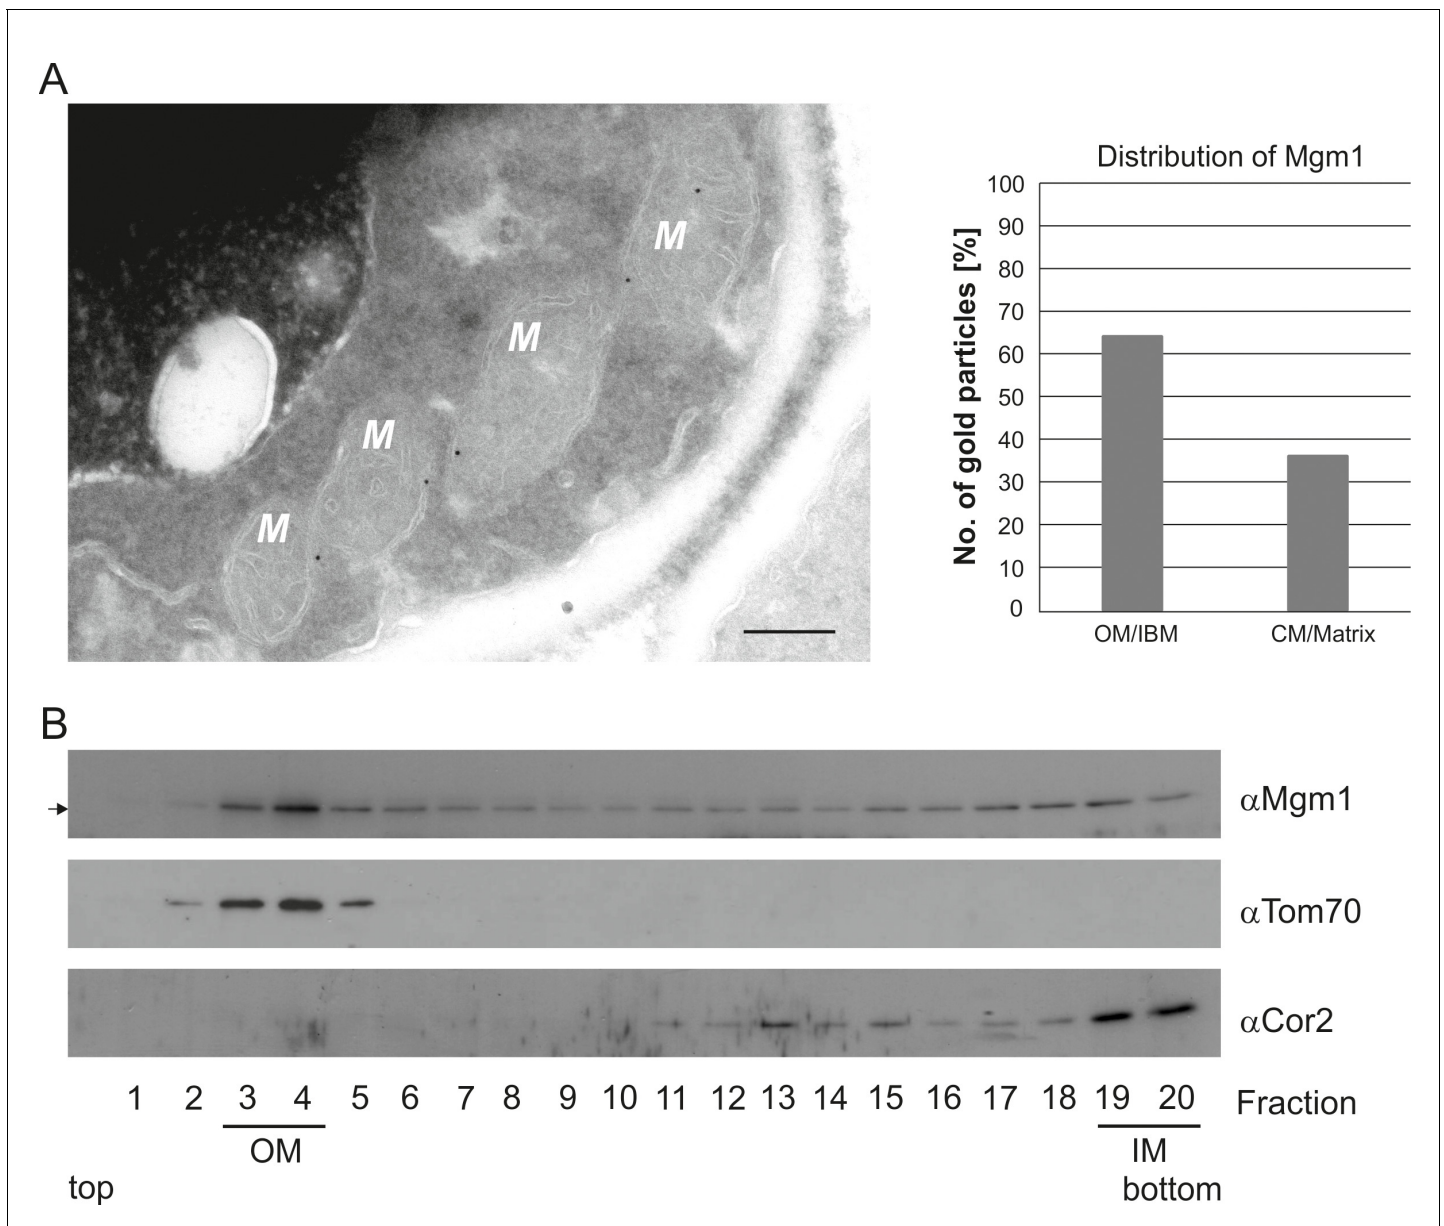 A
M
M
M
M
Distribution of Mgm1
No. of gold particles [%]
100
90
80
70
60
50
40
30
20
10
0
OM/IBM CM/Matrix
B
αMgm1
αTom70
αCor2
1 2 3 4 5 6 7 8 9 10 11 12 13 14 15 16 17 18 19 20 Fraction
OM IM
top bottom